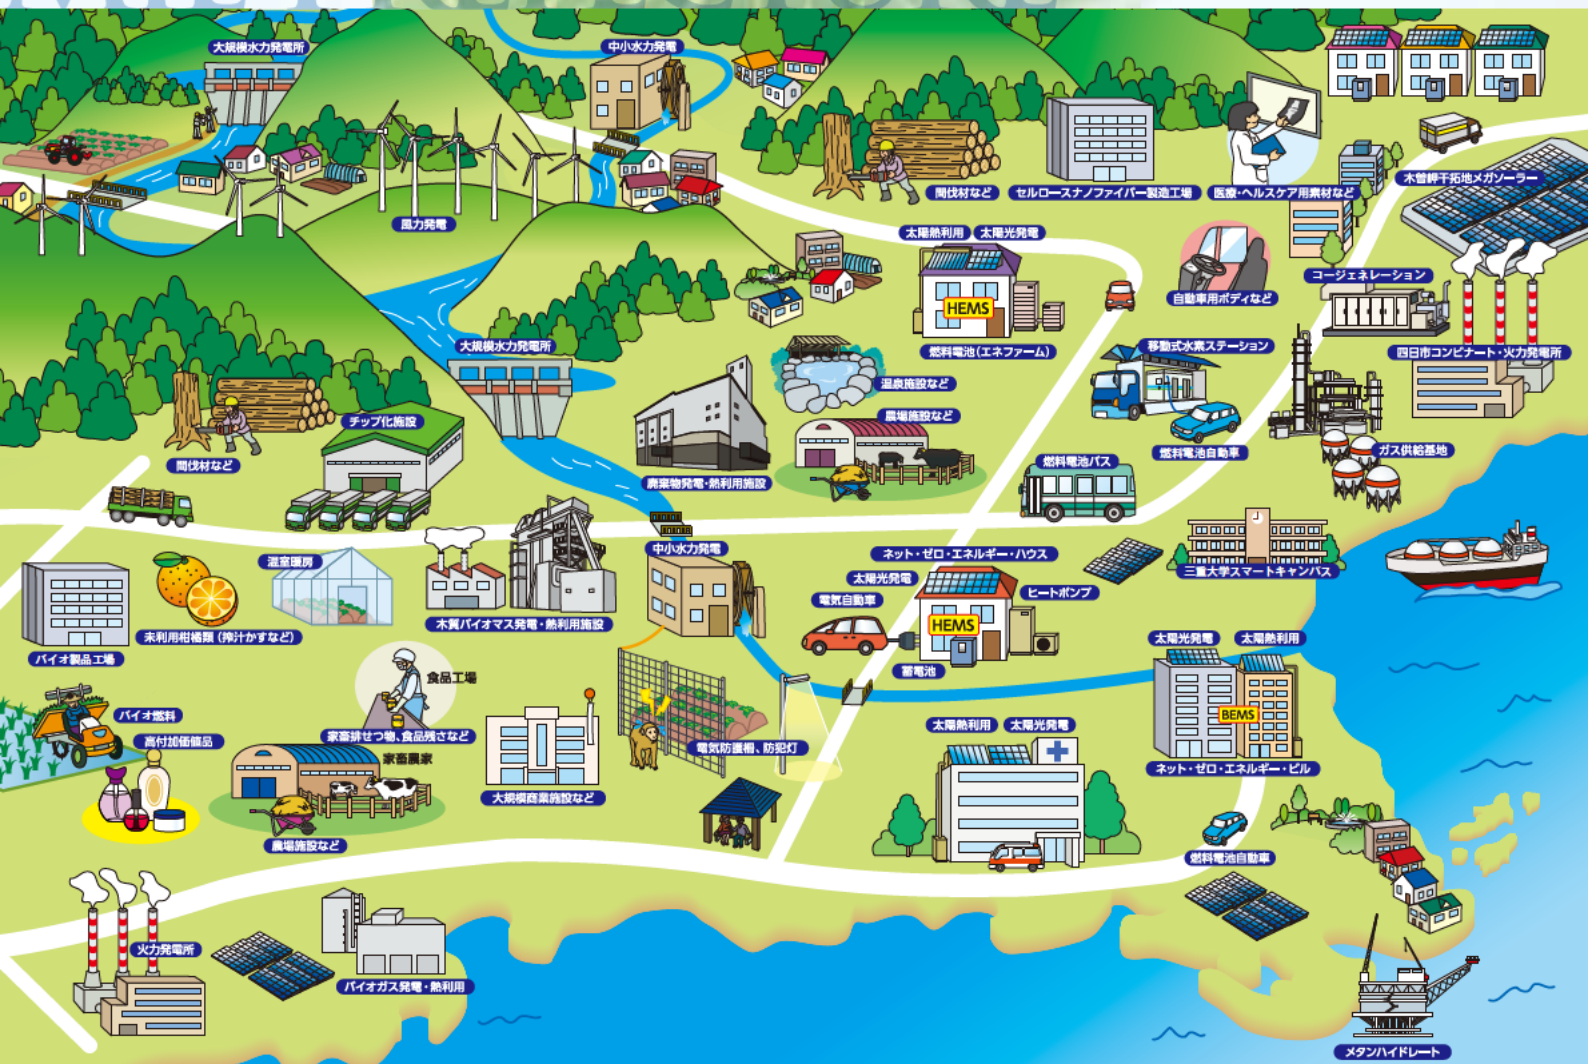 大規模水力発電所
中小水力発電
風力発電
間伐材など
セルロースナノファイバー製造工場
医療・ヘルスケア用素材など
木曽岬干拓地メガソーラー
太陽熱利用
太陽光発電
HEMS
燃料電池(エネファーム)
自動車用ボディなど
コージェネレーション
四日市コンビナート・火力発電所
移動式水素ステーション
燃料電池自動車
ガス供給基地
大規模水力発電所
温泉施設など
農場施設など
廃棄物発電・熱利用施設
燃料電池バス
間伐材など
チップ化施設
温室暖房
未利用柑橘類(搾汁かすなど)
バイオ製品工場
木質バイオマス発電・熱利用施設
中小水力発電
ネット・ゼロ・エネルギー・ハウス
太陽光発電
電気自動車
HEMS
ヒートポンプ
蓄電池
三重大学スマートキャンパス
太陽光発電
太陽熱利用
BEMS
ネット・ゼロ・エネルギー・ビル
バイオ燃料
高付加価値品
食品工場
家畜排せつ物、食品残さなど
家畜農家
農場施設など
大規模商業施設など
電気防護柵、防犯灯
太陽熱利用
太陽光発電
燃料電池自動車
火力発電所
バイオガス発電・熱利用
メタンハイドレート